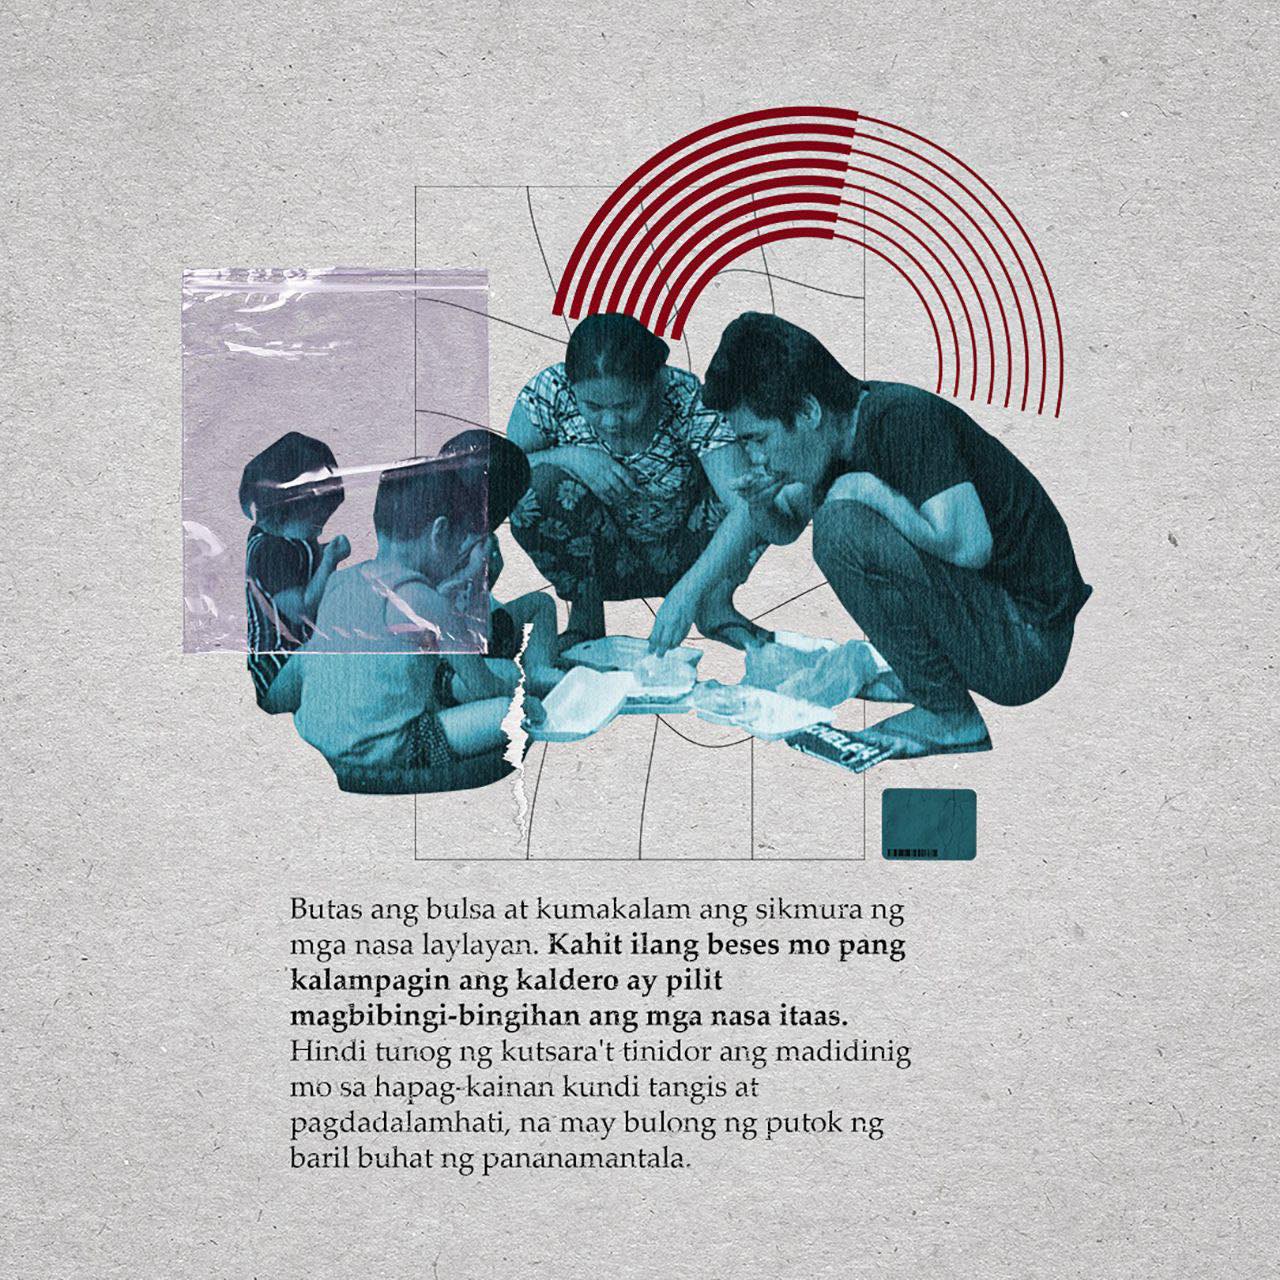 Butas ang bulsa at kumakalam ang sikmura ng
mga nasa laylayan. Kahit ilang beses mo pang
kalampagin ang kaldero ay pilit
magbibingi-bingihan ang mga nasa itaas.
Hindi tunog ng kutsara't tinidor ang madidinig
mo sa hapag-kainan kundi tangis at
pagdadalamhati, na may bulong ng putok ng
baril buhat ng pananamantala.